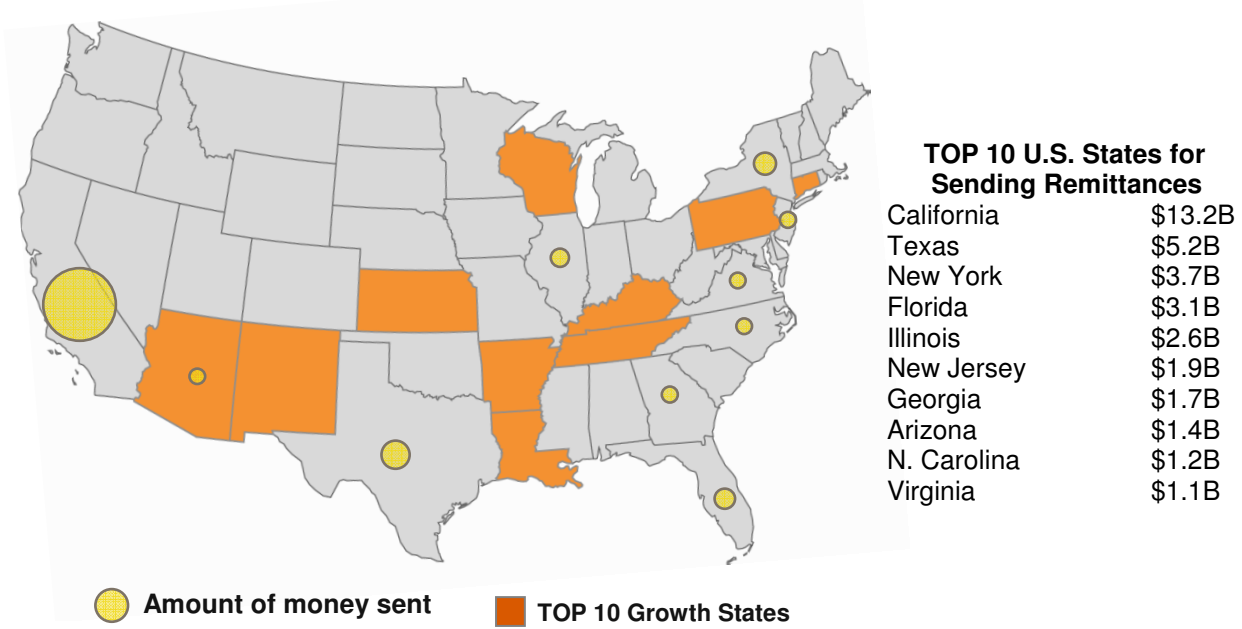 TOP 10 U.S. States for
Sending Remittances
California $13.2B
Texas $5.2B
New York $3.7B
Florida $3.1B
Illinois $2.6B
New Jersey $1.9B
Georgia $1.7B
Arizona $1.4B
N. Carolina $1.2B
Virginia $1.1B
Amount of money sent
TOP 10 Growth States